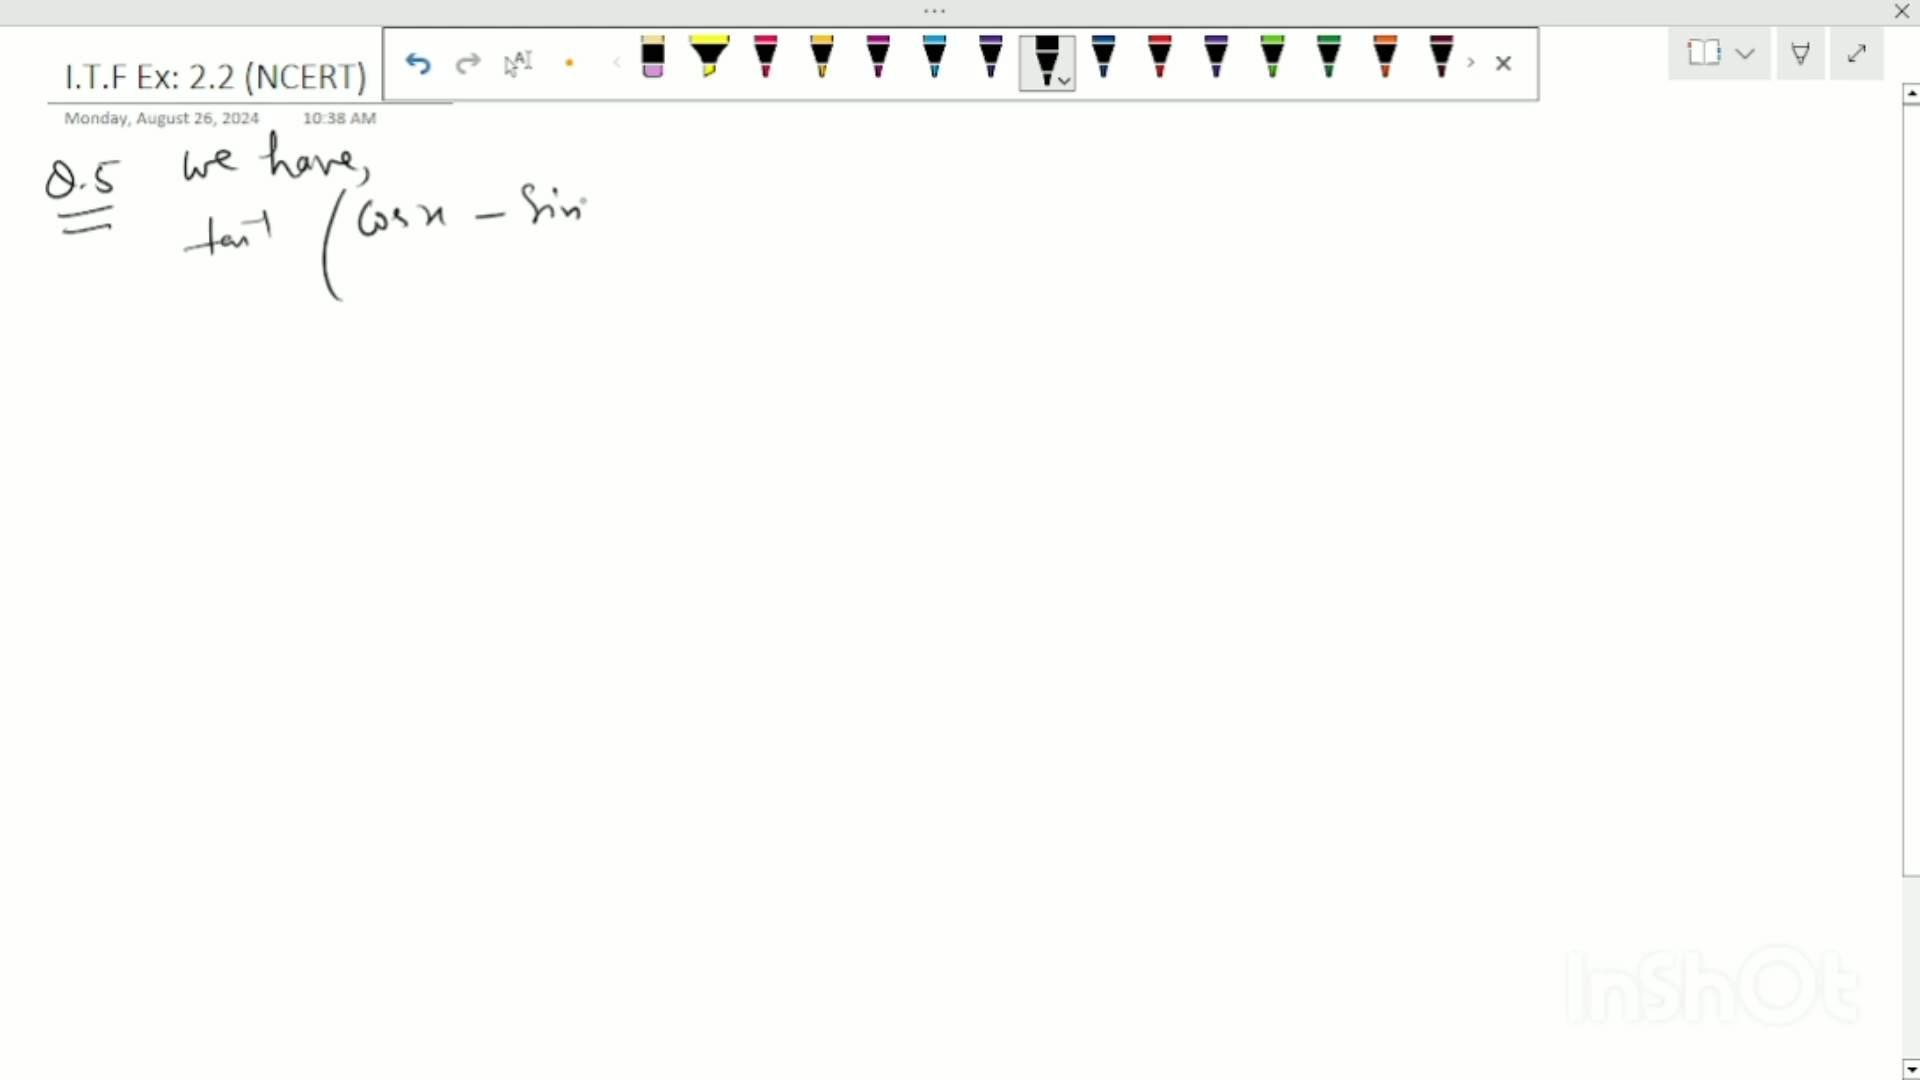 I.T.F Ex: 2.2 (NCERT)
Monday, August 26, 2024 10:38 AM
Q.5 we have,
tan⁻¹ (cos x - sin
InShOt